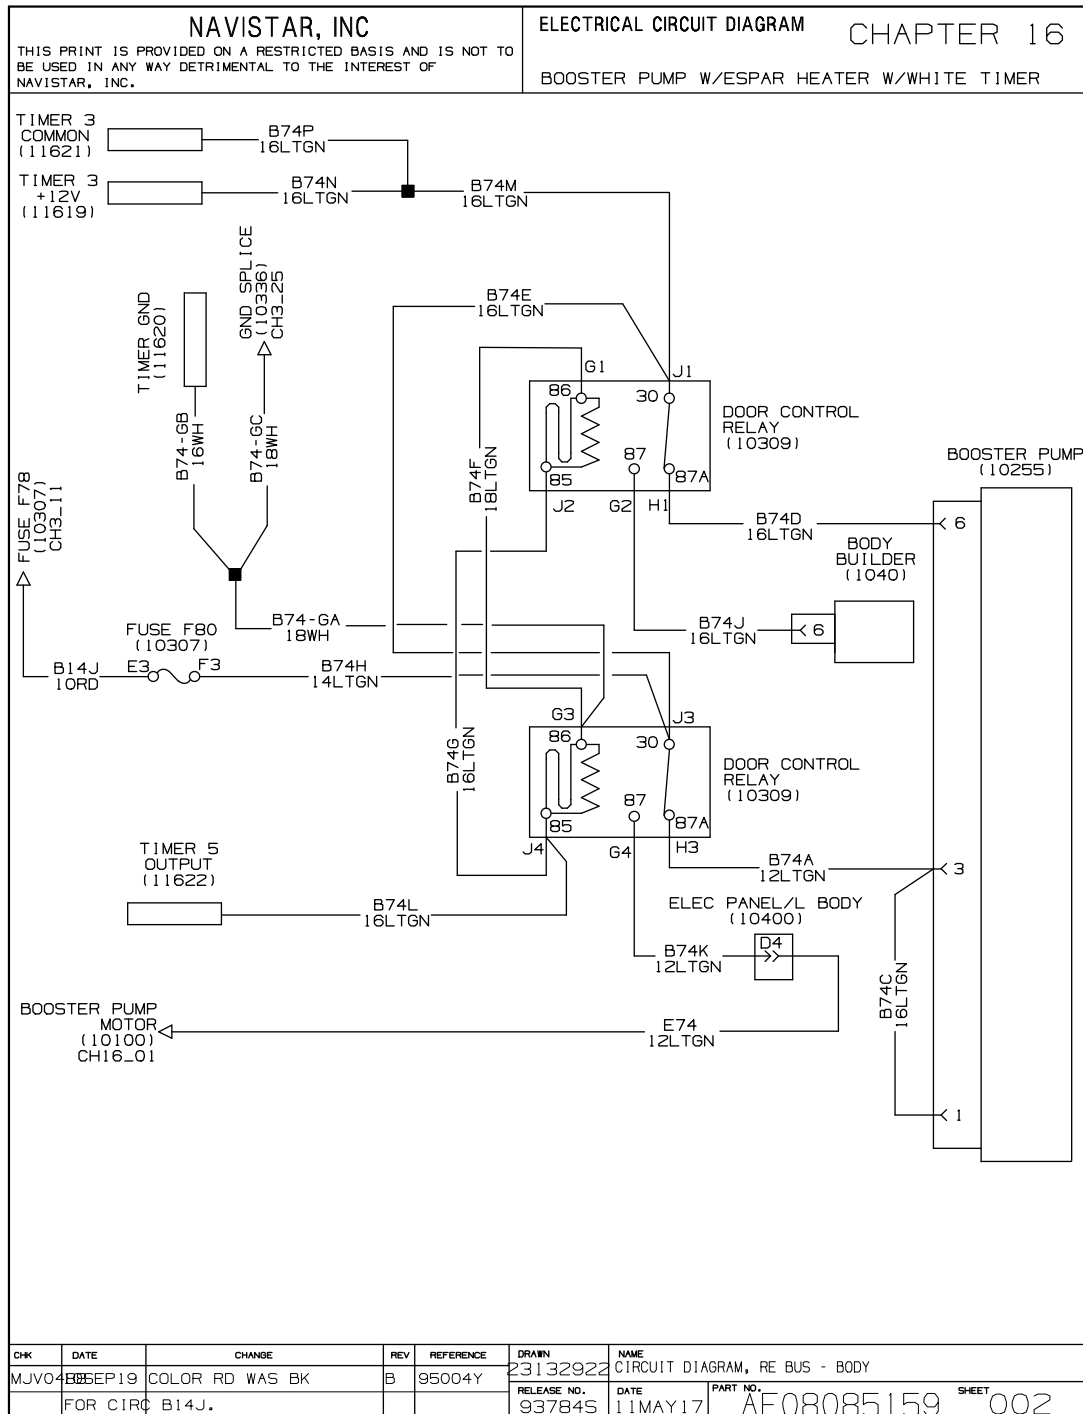 NAVISTAR, INC
THIS PRINT IS PROVIDED ON A RESTRICTED BASIS AND IS NOT TO
BE USED IN ANY WAY DETRIMENTAL TO THE INTEREST OF
NAVISTAR, INC.
ELECTRICAL CIRCUIT DIAGRAM
CHAPTER 16
BOOSTER PUMP W/ESPAR HEATER W/WHITE TIMER
TIMER 3
COMMON
(11621)
B74P
16LTGN
TIMER 3
+12V
(11619)
B74N
16LTGN
B74M
16LTGN
GND SPLICE
(10336)
CH3_25
TIMER GND
(11620)
B74E
16LTGN
G1
J1
86
30
87
85
87A
DOOR CONTROL
RELAY
(10309)
J2
G2
H1
B74-GB
16WH
B74-GC
18WH
B74F
18LTGN
BOOSTER PUMP
(10255)
FUSE F78
(10307)
CH3_11
B74D
16LTGN
6
BODY
BUILDER
(1040)
B74J
16LTGN
6
B74-GA
18WH
FUSE F80
(10307)
B14J
10RD
E3
F3
B74H
14LTGN
G3
J3
86
30
87
85
87A
DOOR CONTROL
RELAY
(10309)
B74G
16LTGN
J4
G4
H3
B74A
12LTGN
3
TIMER 5
OUTPUT
(11622)
B74L
16LTGN
ELEC PANEL/L BODY
(10400)
D4
B74K
12LTGN
B74C
16LTGN
BOOSTER PUMP
MOTOR
(10100)
CH16_01
E74
12LTGN
1
CHK DATE CHANGE REV REFERENCE DRAWN NAME
SEP19 COLOR RD WAS BK B 95004Y 23132922 CIRCUIT DIAGRAM, RE BUS - BODY
FOR CIRC B14J.
RELEASE NO. DATE PART NO. SHEET
93784S 11MAY17 AF08085159 002